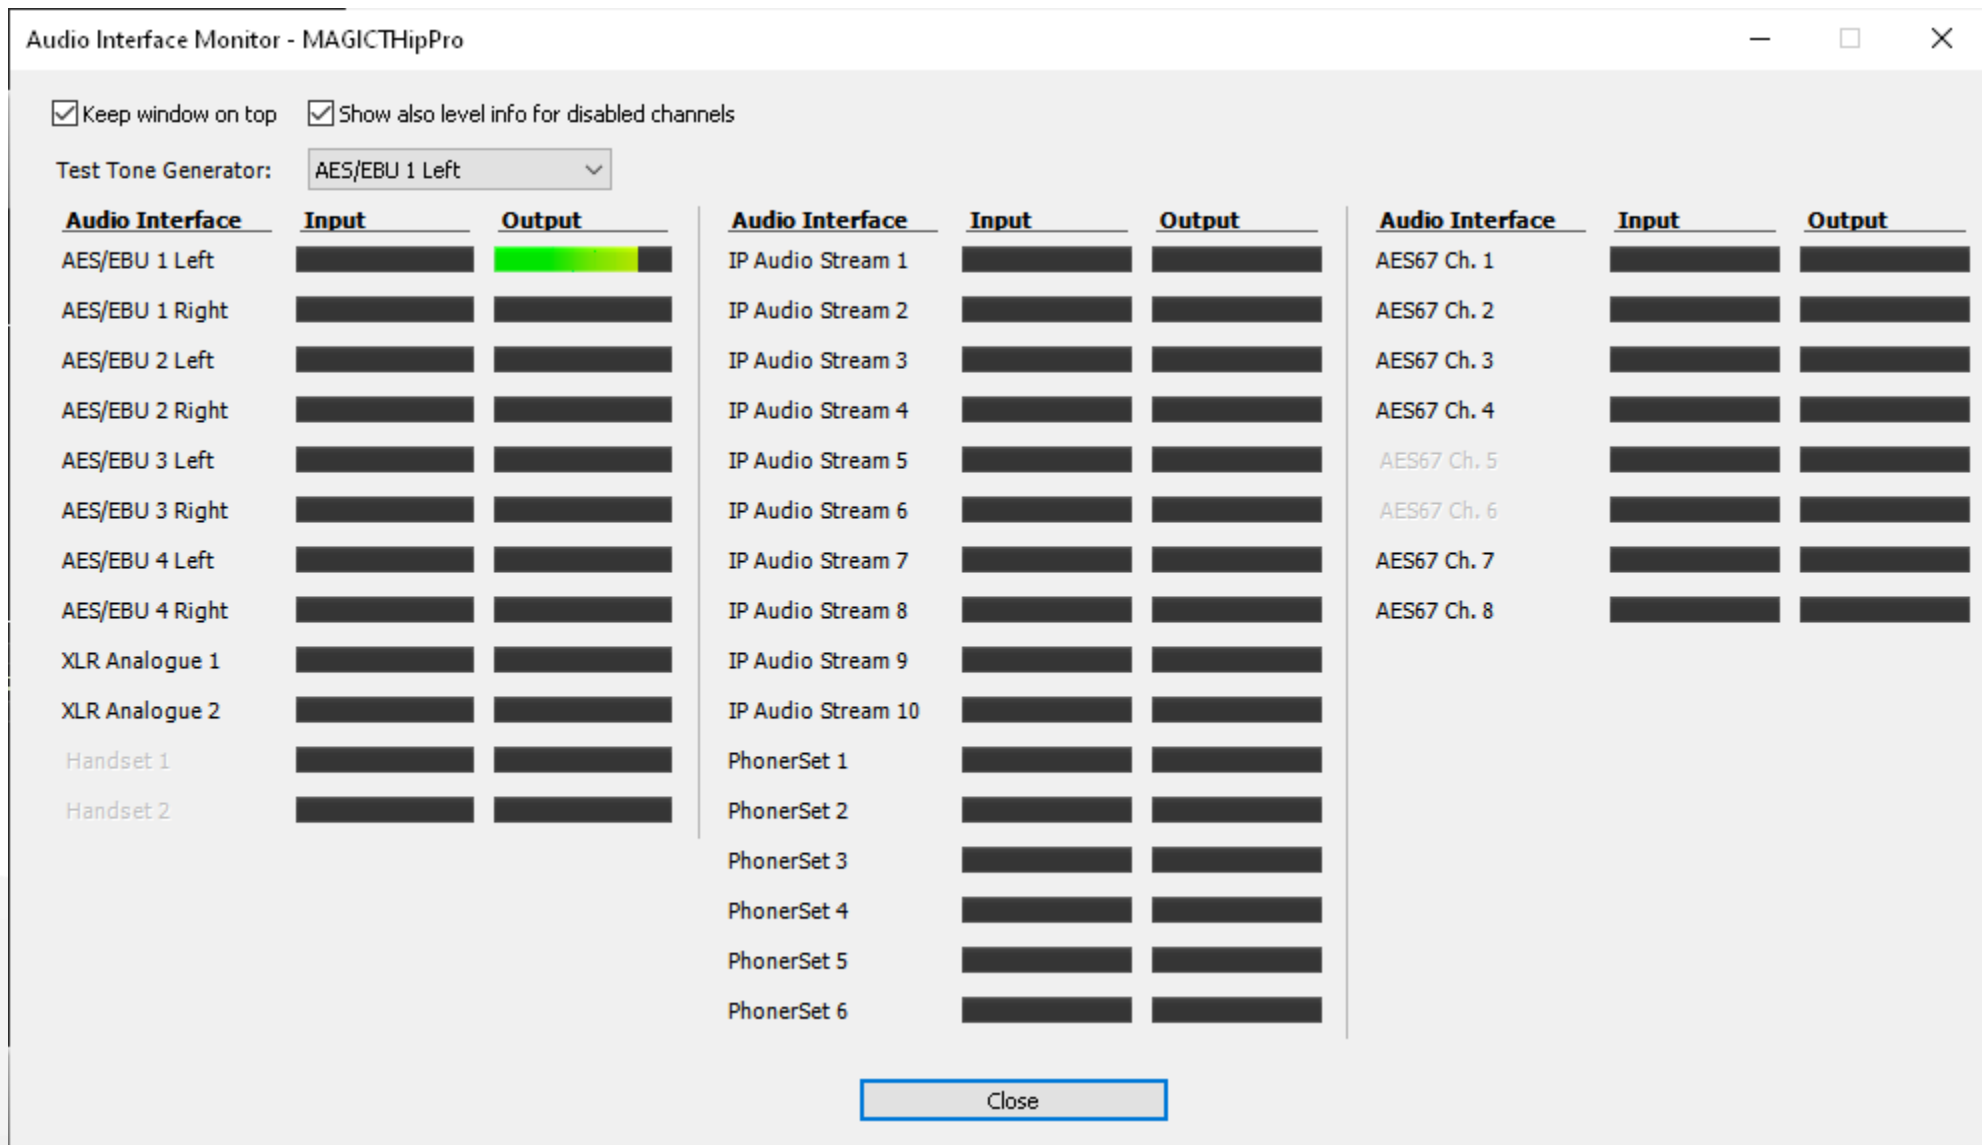 Audio Interface Monitor - MAGICTHipPro
Keep window on top
Show also level info for disabled channels
Test Tone Generator:
AES/EBU 1 Left
Audio Interface Input Output
AES/EBU 1 Left
AES/EBU 1 Right
AES/EBU 2 Left
AES/EBU 2 Right
AES/EBU 3 Left
AES/EBU 3 Right
AES/EBU 4 Left
AES/EBU 4 Right
XLR Analogue 1
XLR Analogue 2
Handset 1
Handset 2
Audio Interface Input Output
IP Audio Stream 1
IP Audio Stream 2
IP Audio Stream 3
IP Audio Stream 4
IP Audio Stream 5
IP Audio Stream 6
IP Audio Stream 7
IP Audio Stream 8
IP Audio Stream 9
IP Audio Stream 10
PhonerSet 1
PhonerSet 2
PhonerSet 3
PhonerSet 4
PhonerSet 5
PhonerSet 6
Audio Interface Input Output
AES67 Ch. 1
AES67 Ch. 2
AES67 Ch. 3
AES67 Ch. 4
AES67 Ch. 5
AES67 Ch. 6
AES67 Ch. 7
AES67 Ch. 8
Close